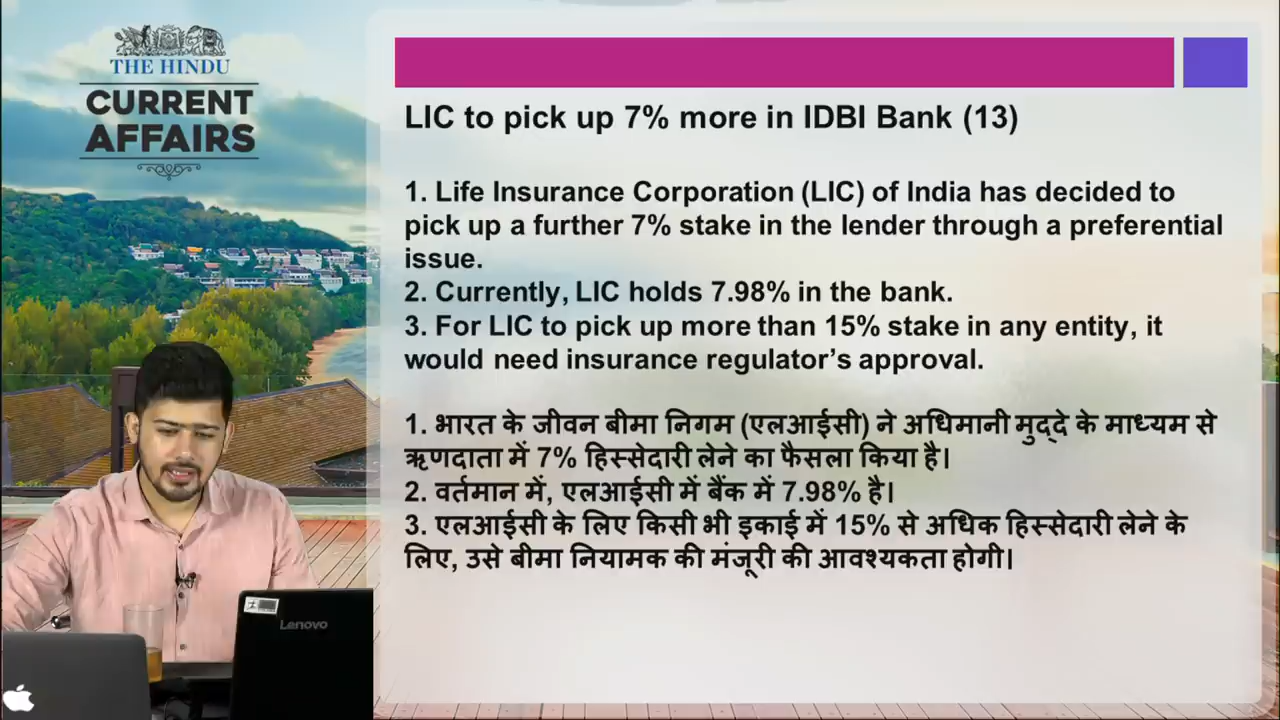 THE HINDU
CURRENT
AFFAIRS
LIC to pick up 7% more in IDBI Bank (13)
1. Life Insurance Corporation (LIC) of India has decided to
pick up a further 7% stake in the lender through a preferential
issue.
2. Currently, LIC holds 7.98% in the bank.
3. For LIC to pick up more than 15% stake in any entity, it
would need insurance regulator’s approval.
1. भारत के जीवन बीमा निगम (एलआईसी) ने अधिमानी मुद्दे के माध्यम से
ऋणदाता में 7% हिस्सेदारी लेने का फैसला किया है।
2. वर्तमान में, एलआईसी में बैंक में 7.98% है।
3. एलआईसी के लिए किसी भी इकाई में 15% से अधिक हिस्सेदारी लेने के
लिए, उसे बीमा नियामक की मंजूरी की आवश्यकता होगी।
Lenovo